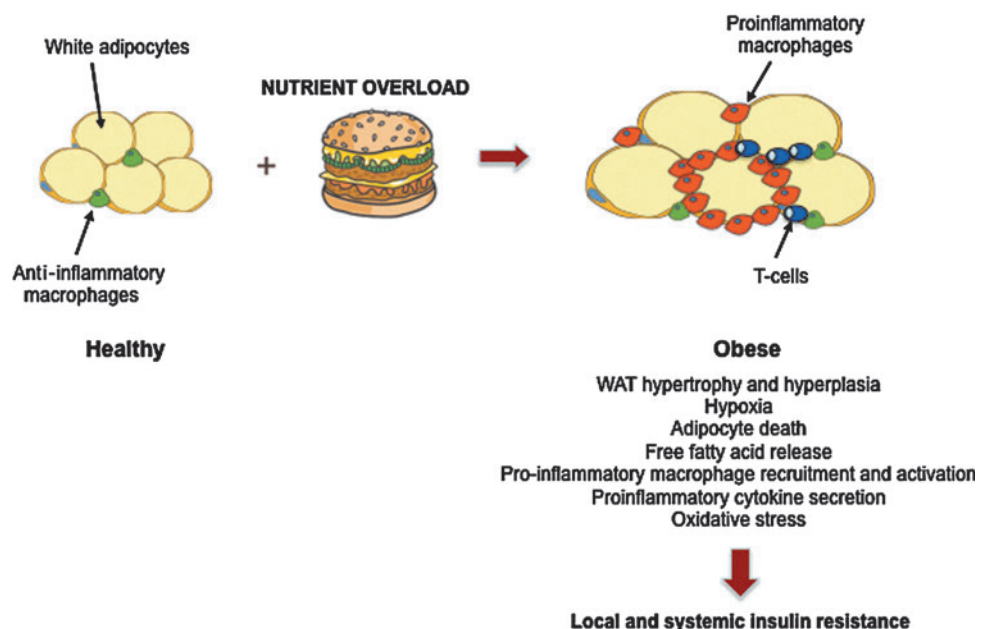 White adipocytes
NUTRIENT OVERLOAD
Proinflammatory
macrophages
+
Anti-inflammatory
macrophages
T-cells
Healthy
Obese
WAT hypertrophy and hyperplasia
Hypoxia
Adipocyte death
Free fatty acid release
Pro-inflammatory macrophage recruitment and activation
Proinflammatory cytokine secretion
Oxidative stress
Local and systemic insulin resistance